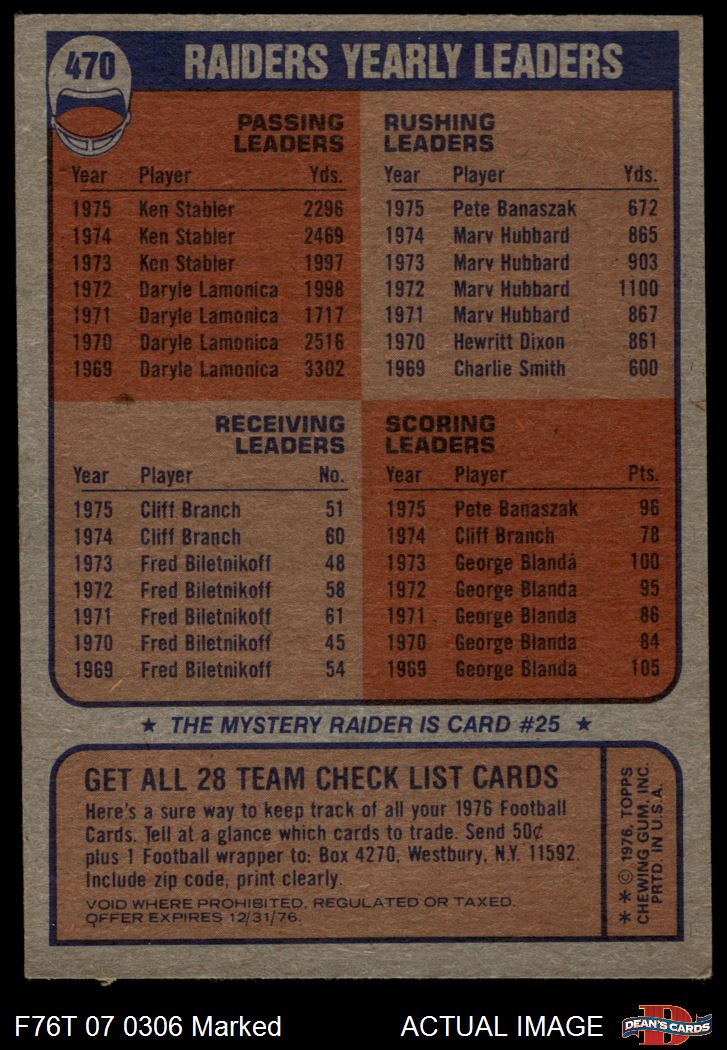 470
RAIDERS YEARLY LEADERS
PASSING
LEADERS
Year Player Yds.
1975 Ken Stabler 2296
1974 Ken Stabler 2469
1973 Ken Stabler 1997
1972 Daryle Lamonica 1998
1971 Daryle Lamonica 1717
1970 Daryle Lamonica 2516
1969 Daryle Lamonica 3302
RUSHING
LEADERS
Year Player Yds.
1975 Pete Banaszak 672
1974 Marv Hubbard 865
1973 Marv Hubbard 903
1972 Marv Hubbard 1100
1971 Marv Hubbard 867
1970 Hewritt Dixon 861
1969 Charlie Smith 600
RECEIVING
LEADERS
Year Player No.
1975 Cliff Branch 51
1974 Cliff Branch 60
1973 Fred Biletnikoff 48
1972 Fred Biletnikoff 58
1971 Fred Biletnikoff 61
1970 Fred Biletnikoff 45
1969 Fred Biletnikoff 54
SCORING
LEADERS
Year Player Pts.
1975 Pete Banaszak 96
1974 Cliff Branch 78
1973 George Blanda 100
1972 George Blanda 95
1971 George Blanda 86
1970 George Blanda 84
1969 George Blanda 105
★ THE MYSTERY RAIDER IS CARD #25 ★
GET ALL 28 TEAM CHECK LIST CARDS
Here's a sure way to keep track of all your 1976 Football
Cards. Tell at a glance which cards to trade. Send 50¢
plus 1 Football wrapper to: Box 4270, Westbury, N.Y. 11592.
Include zip code, print clearly.
VOID WHERE PROHIBITED, REGULATED OR TAXED.
OFFER EXPIRES 12/31/76.
** © 1976, TOPPS
CHEWING GUM, INC.
PRTD. IN U.S.A.
F76T 07 0306 Marked
ACTUAL IMAGE
D
DEAN'S CARDS